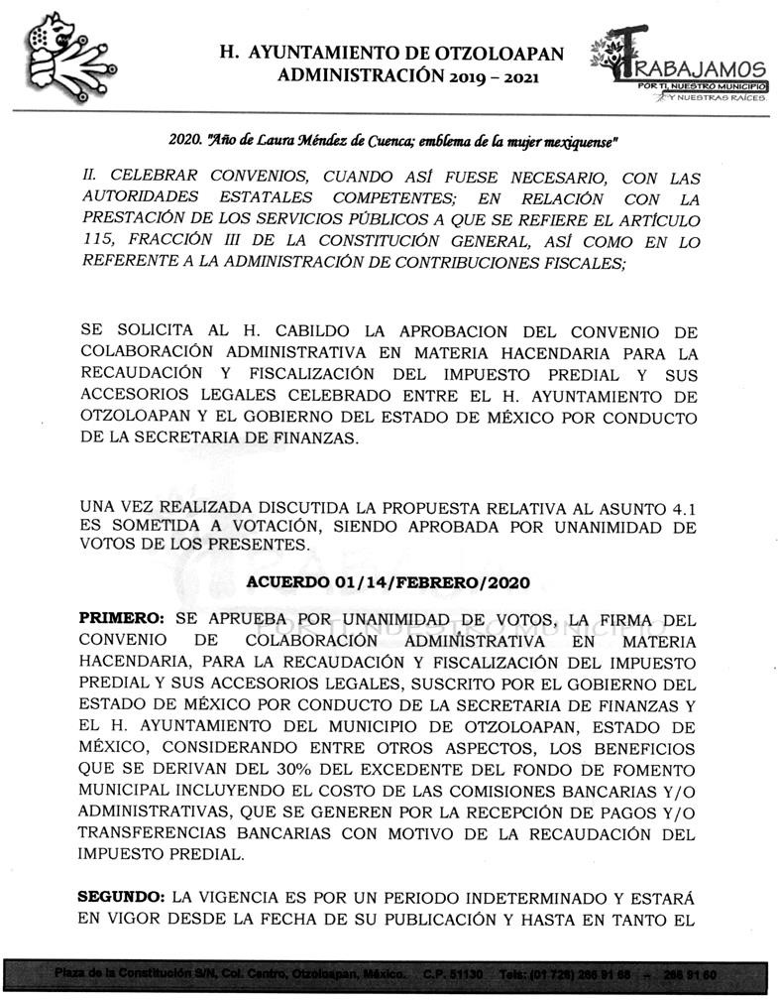 H. AYUNTAMIENTO DE OTZOLOAPAN
ADMINISTRACIÓN 2019 – 2021
TRABAJAMOS
POR TI, NUESTRO MUNICIPIO
Y NUESTRAS RAÍCES.
2020. "Año de Laura Méndez de Cuenca; emblema de la mujer mexiquense"
II. CELEBRAR CONVENIOS, CUANDO ASÍ FUESE NECESARIO, CON LAS
AUTORIDADES ESTATALES COMPETENTES; EN RELACIÓN CON LA
PRESTACIÓN DE LOS SERVICIOS PÚBLICOS A QUE SE REFIERE EL ARTÍCULO
115, FRACCIÓN III DE LA CONSTITUCIÓN GENERAL, ASÍ COMO EN LO
REFERENTE A LA ADMINISTRACIÓN DE CONTRIBUCIONES FISCALES;
SE SOLICITA AL H. CABILDO LA APROBACION DEL CONVENIO DE
COLABORACIÓN ADMINISTRATIVA EN MATERIA HACENDARIA PARA LA
RECAUDACIÓN Y FISCALIZACIÓN DEL IMPUESTO PREDIAL Y SUS
ACCESORIOS LEGALES CELEBRADO ENTRE EL H. AYUNTAMIENTO DE
OTZOLOAPAN Y EL GOBIERNO DEL ESTADO DE MÉXICO POR CONDUCTO
DE LA SECRETARIA DE FINANZAS.
UNA VEZ REALIZADA DISCUTIDA LA PROPUESTA RELATIVA AL ASUNTO 4.1
ES SOMETIDA A VOTACIÓN, SIENDO APROBADA POR UNANIMIDAD DE
VOTOS DE LOS PRESENTES.
ACUERDO 01/14/FEBRERO/2020
PRIMERO: SE APRUEBA POR UNANIMIDAD DE VOTOS, LA FIRMA DEL
CONVENIO DE COLABORACIÓN ADMINISTRATIVA EN MATERIA
HACENDARIA, PARA LA RECAUDACIÓN Y FISCALIZACIÓN DEL IMPUESTO
PREDIAL Y SUS ACCESORIOS LEGALES, SUSCRITO POR EL GOBIERNO DEL
ESTADO DE MÉXICO POR CONDUCTO DE LA SECRETARIA DE FINANZAS Y
EL H. AYUNTAMIENTO DEL MUNICIPIO DE OTZOLOAPAN, ESTADO DE
MÉXICO, CONSIDERANDO ENTRE OTROS ASPECTOS, LOS BENEFICIOS
QUE SE DERIVAN DEL 30% DEL EXCEDENTE DEL FONDO DE FOMENTO
MUNICIPAL INCLUYENDO EL COSTO DE LAS COMISIONES BANCARIAS Y/O
ADMINISTRATIVAS, QUE SE GENEREN POR LA RECEPCIÓN DE PAGOS Y/O
TRANSFERENCIAS BANCARIAS CON MOTIVO DE LA RECAUDACIÓN DEL
IMPUESTO PREDIAL.
SEGUNDO: LA VIGENCIA ES POR UN PERIODO INDETERMINADO Y ESTARÁ
EN VIGOR DESDE LA FECHA DE SU PUBLICACIÓN Y HASTA EN TANTO EL
Plaza de la Constitución S/N, Col. Centro, Otzoloapan, México. C.P. 51130 Tels: (01 726) 266 91 68 – 266 91 60